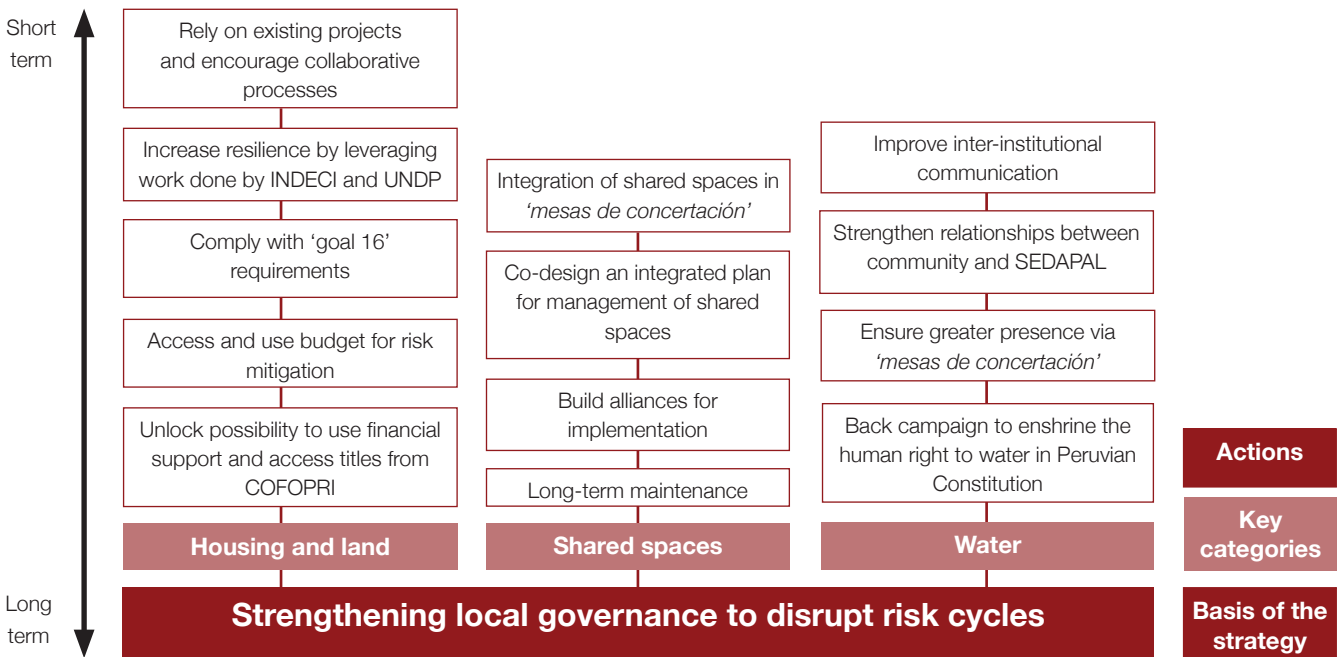 Short
term
Rely on existing projects
and encourage collaborative
processes
Increase resilience by leveraging
work done by INDECI and UNDP
Comply with ‘goal 16’
requirements
Access and use budget for risk
mitigation
Unlock possibility to use financial
support and access titles from
COFOPRI
Housing and land
Integration of shared spaces in
‘mesas de concertación’
Co-design an integrated plan
for management of shared
spaces
Build alliances for
implementation
Long-term maintenance
Shared spaces
Improve inter-institutional
communication
Strengthen relationships between
community and SEDAPAL
Ensure greater presence via
‘mesas de concertación’
Back campaign to enshrine the
human right to water in Peruvian
Constitution
Water
Actions
Key
categories
Long
term
Strengthening local governance to disrupt risk cycles
Basis of the
strategy